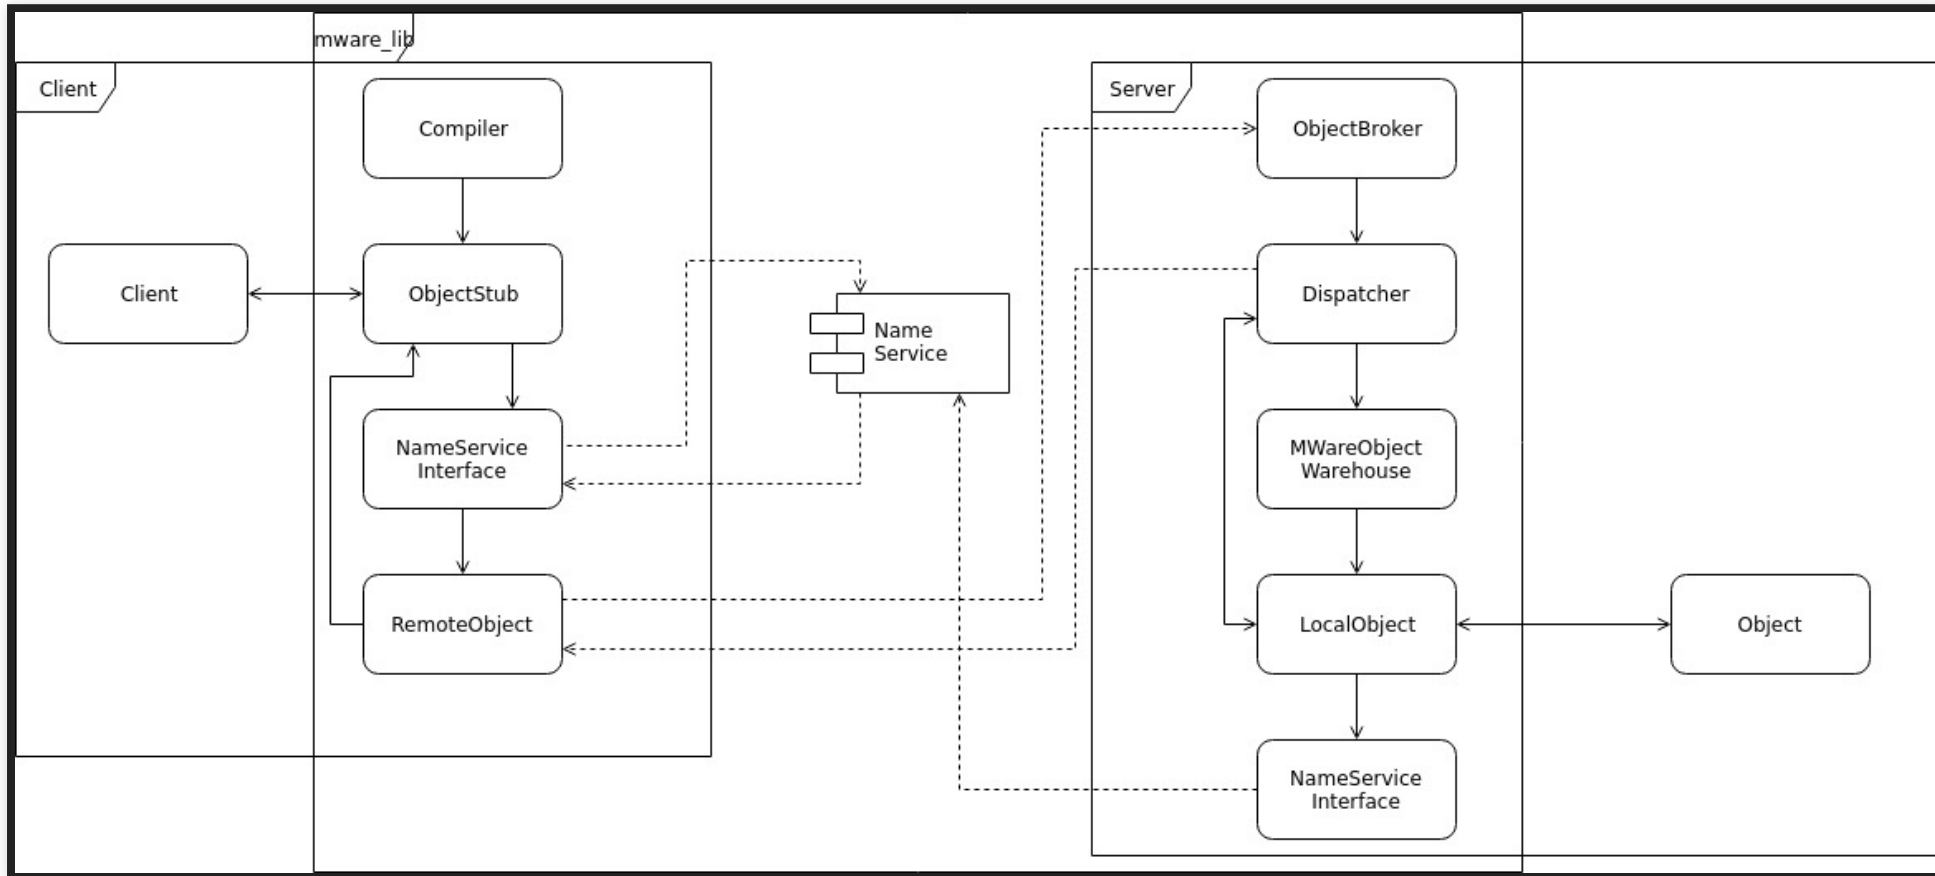 mware_lib
Client
Server
Compiler
ObjectBroker
Client
ObjectStub
Dispatcher
Name
Service
NameService
Interface
MWareObject
Warehouse
RemoteObject
LocalObject
Object
NameService
Interface